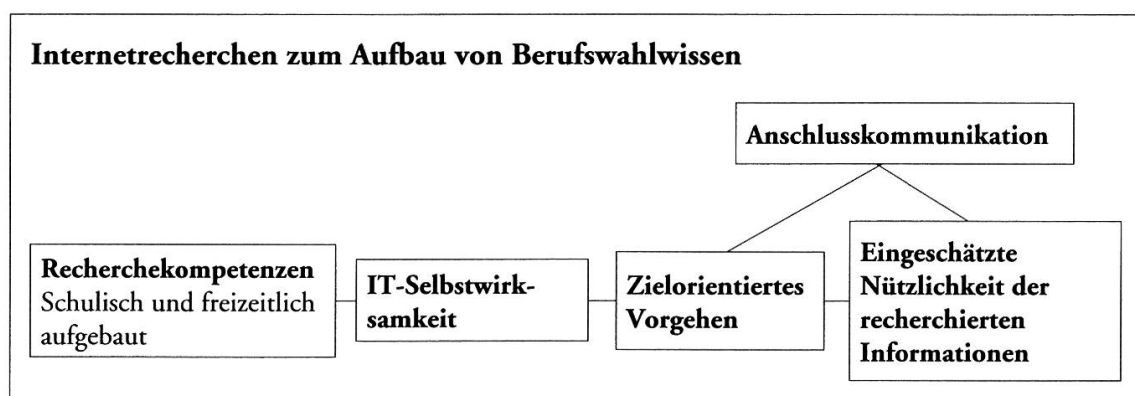 Internetrecherchen zum Aufbau von Berufswahlwissen
Anschlusskommunikation
Recherchekompetenzen
Schulisch und freizeitlich
aufgebaut
IT-Selbstwirk-
samkeit
Zielorientiertes
Vorgehen
Eingeschätzte
Nützlichkeit der
recherchierten
Informationen